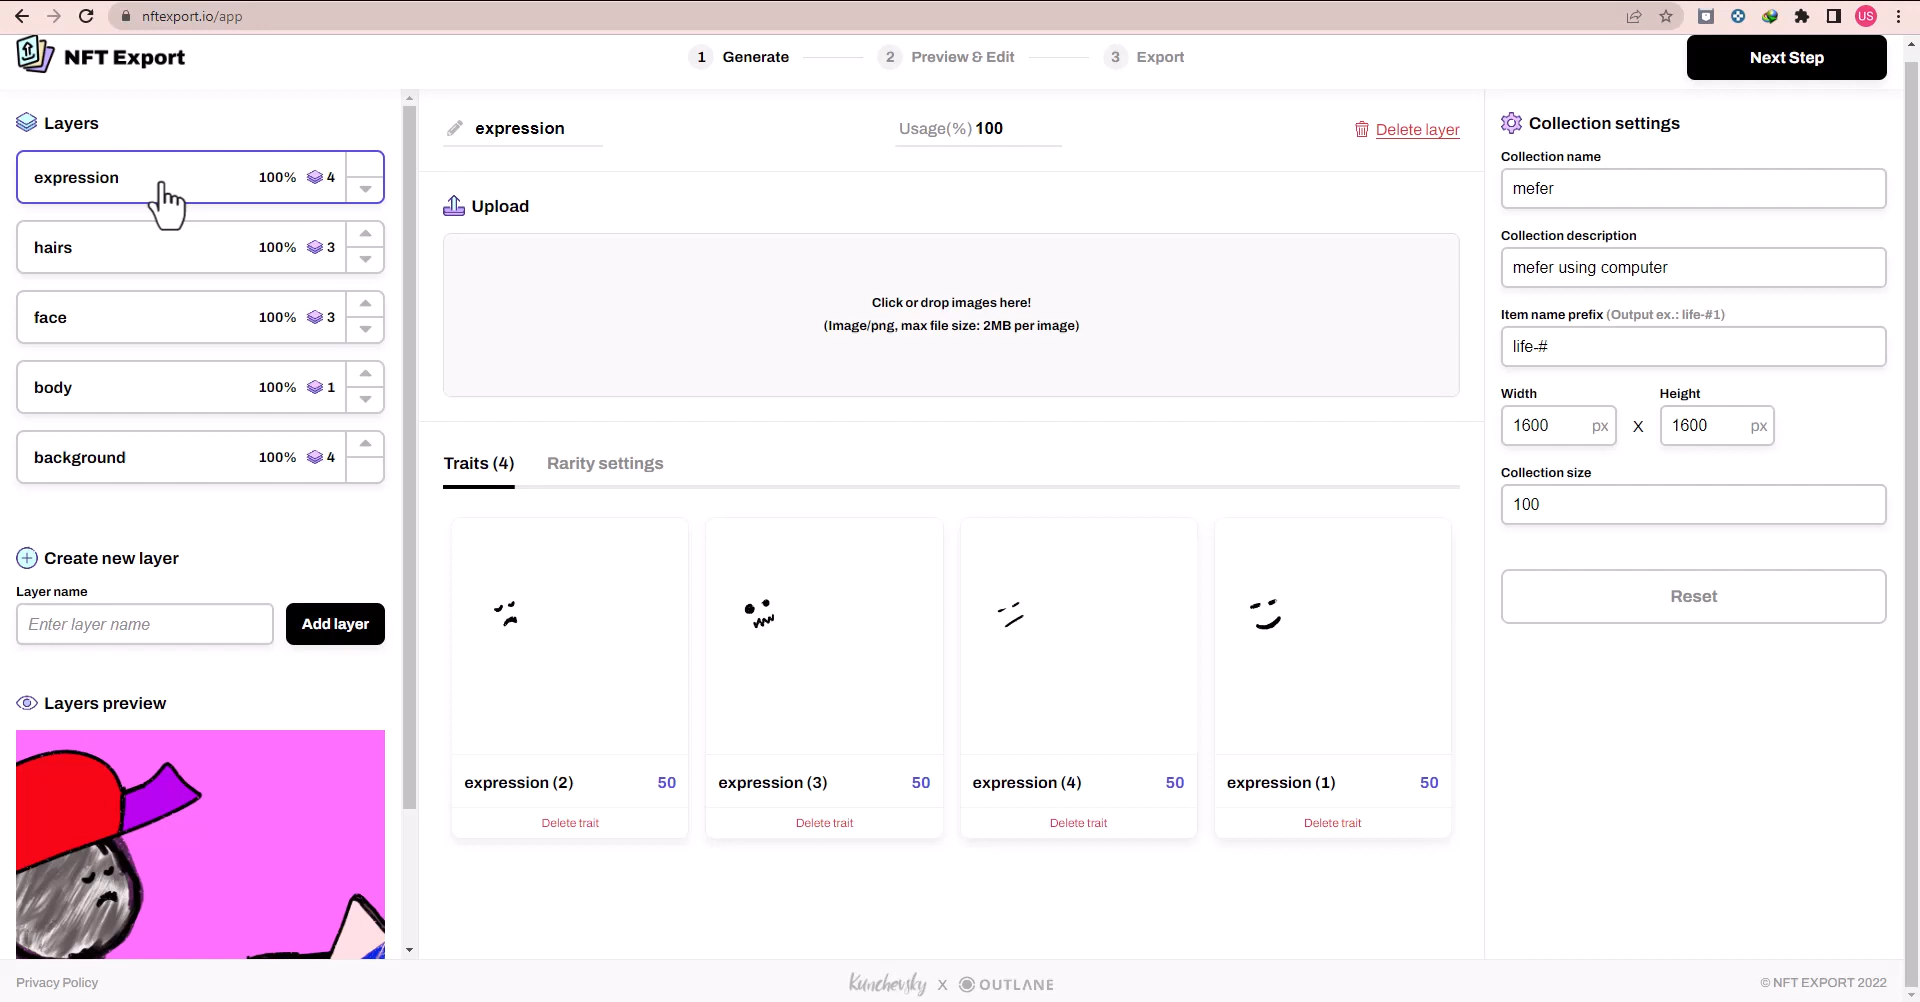 nftexport.io/app
US
NFT Export
1 Generate
2 Preview & Edit
3 Export
Next Step
Layers
expression 100% 4
hairs 100% 3
face 100% 3
body 100% 1
background 100% 4
Create new layer
Layer name
Enter layer name
Add layer
Layers preview
expression
Usage(%) 100
Delete layer
Upload
Click or drop images here!
(Image/png, max file size: 2MB per image)
Traits (4)
Rarity settings
expression (2) 50
Delete trait
expression (3) 50
Delete trait
expression (4) 50
Delete trait
expression (1) 50
Delete trait
Collection settings
Collection name
mefer
Collection description
mefer using computer
Item name prefix (Output ex.: life-#1)
life-#
Width
Height
1600 px X 1600 px
Collection size
100
Reset
Privacy Policy
Kunchevsky X OUTLANE
© NFT EXPORT 2022